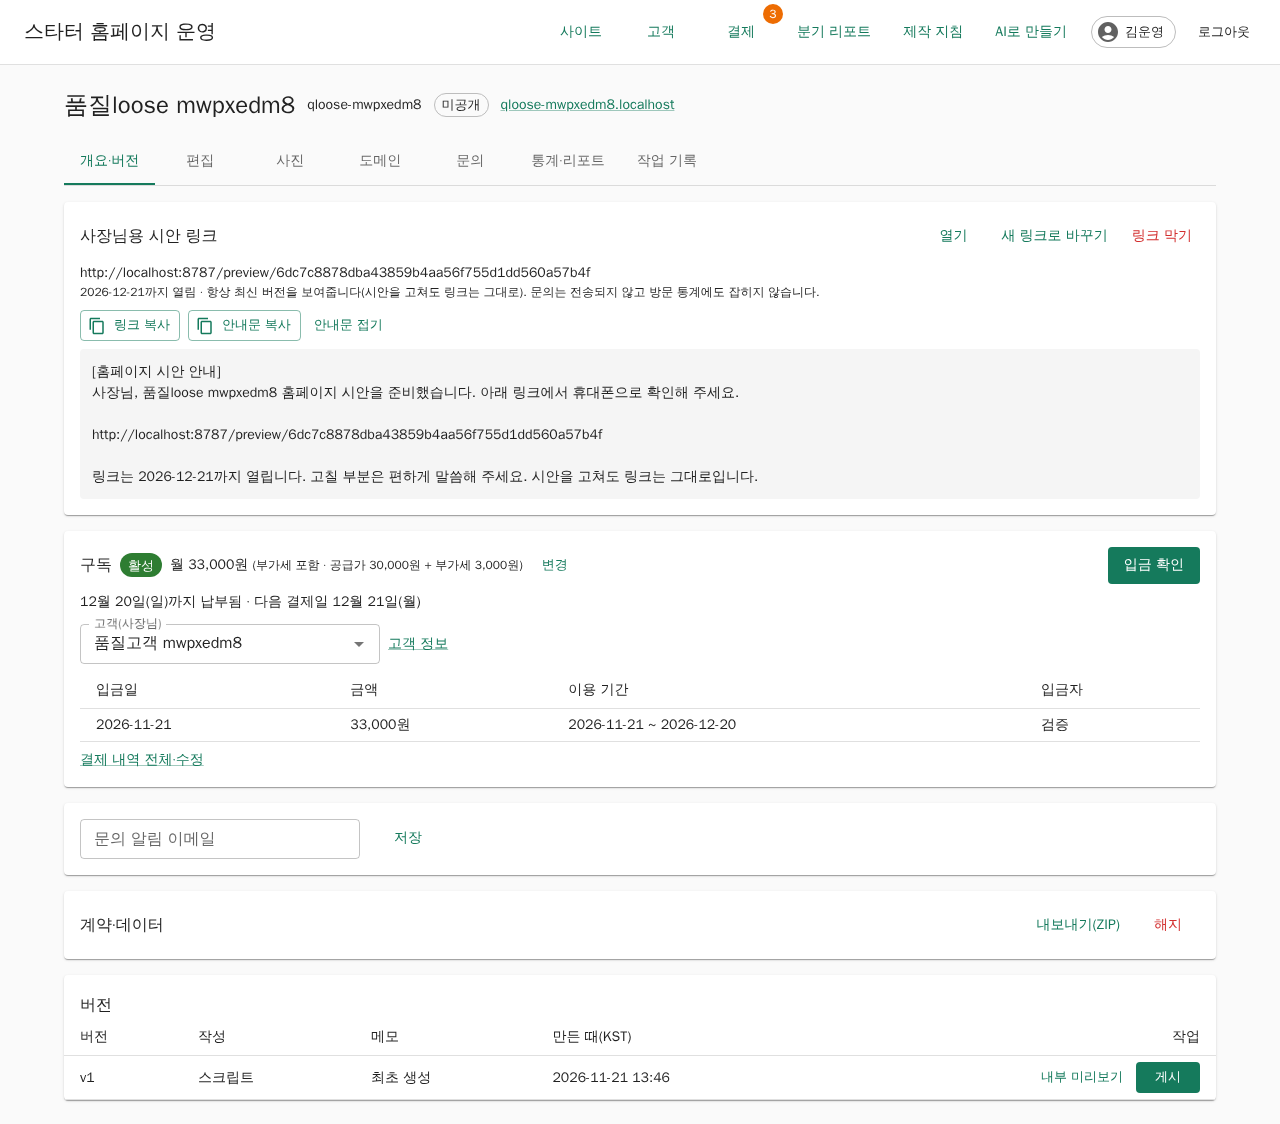 스타터 홈페이지 운영
사이트 고객 결제 3 분기 리포트 제작 지침 AI로 만들기 김운영 로그아웃
품질loose mwpxedm8 qloose-mwpxedm8 미공개 qloose-mwpxedm8.localhost
개요·버전 편집 사진 도메인 문의 통계·리포트 작업 기록
사장님용 시안 링크 열기 새 링크로 바꾸기 링크 막기
http://localhost:8787/preview/6dc7c8878dba43859b4aa56f755d1dd560a57b4f
2026-12-21까지 열림 · 항상 최신 버전을 보여줍니다(시안을 고쳐도 링크는 그대로). 문의는 전송되지 않고 방문 통계에도 잡히지 않습니다.
링크 복사 안내문 복사 안내문 접기
[홈페이지 시안 안내]
사장님, 품질loose mwpxedm8 홈페이지 시안을 준비했습니다. 아래 링크에서 휴대폰으로 확인해 주세요.
http://localhost:8787/preview/6dc7c8878dba43859b4aa56f755d1dd560a57b4f
링크는 2026-12-21까지 열립니다. 고칠 부분은 편하게 말씀해 주세요. 시안을 고쳐도 링크는 그대로입니다.
구독 활성 월 33,000원 (부가세 포함 · 공급가 30,000원 + 부가세 3,000원) 변경 입금 확인
12월 20일(일)까지 납부됨 · 다음 결제일 12월 21일(월)
고객(사장님)
품질고객 mwpxedm8 고객 정보
입금일 금액 이용 기간 입금자
2026-11-21 33,000원 2026-11-21 ~ 2026-12-20 검증
결제 내역 전체·수정
문의 알림 이메일 저장
계약·데이터 내보내기(ZIP) 해지
버전
버전 작성 메모 만든 때(KST) 작업
v1 스크립트 최초 생성 2026-11-21 13:46 내부 미리보기 게시